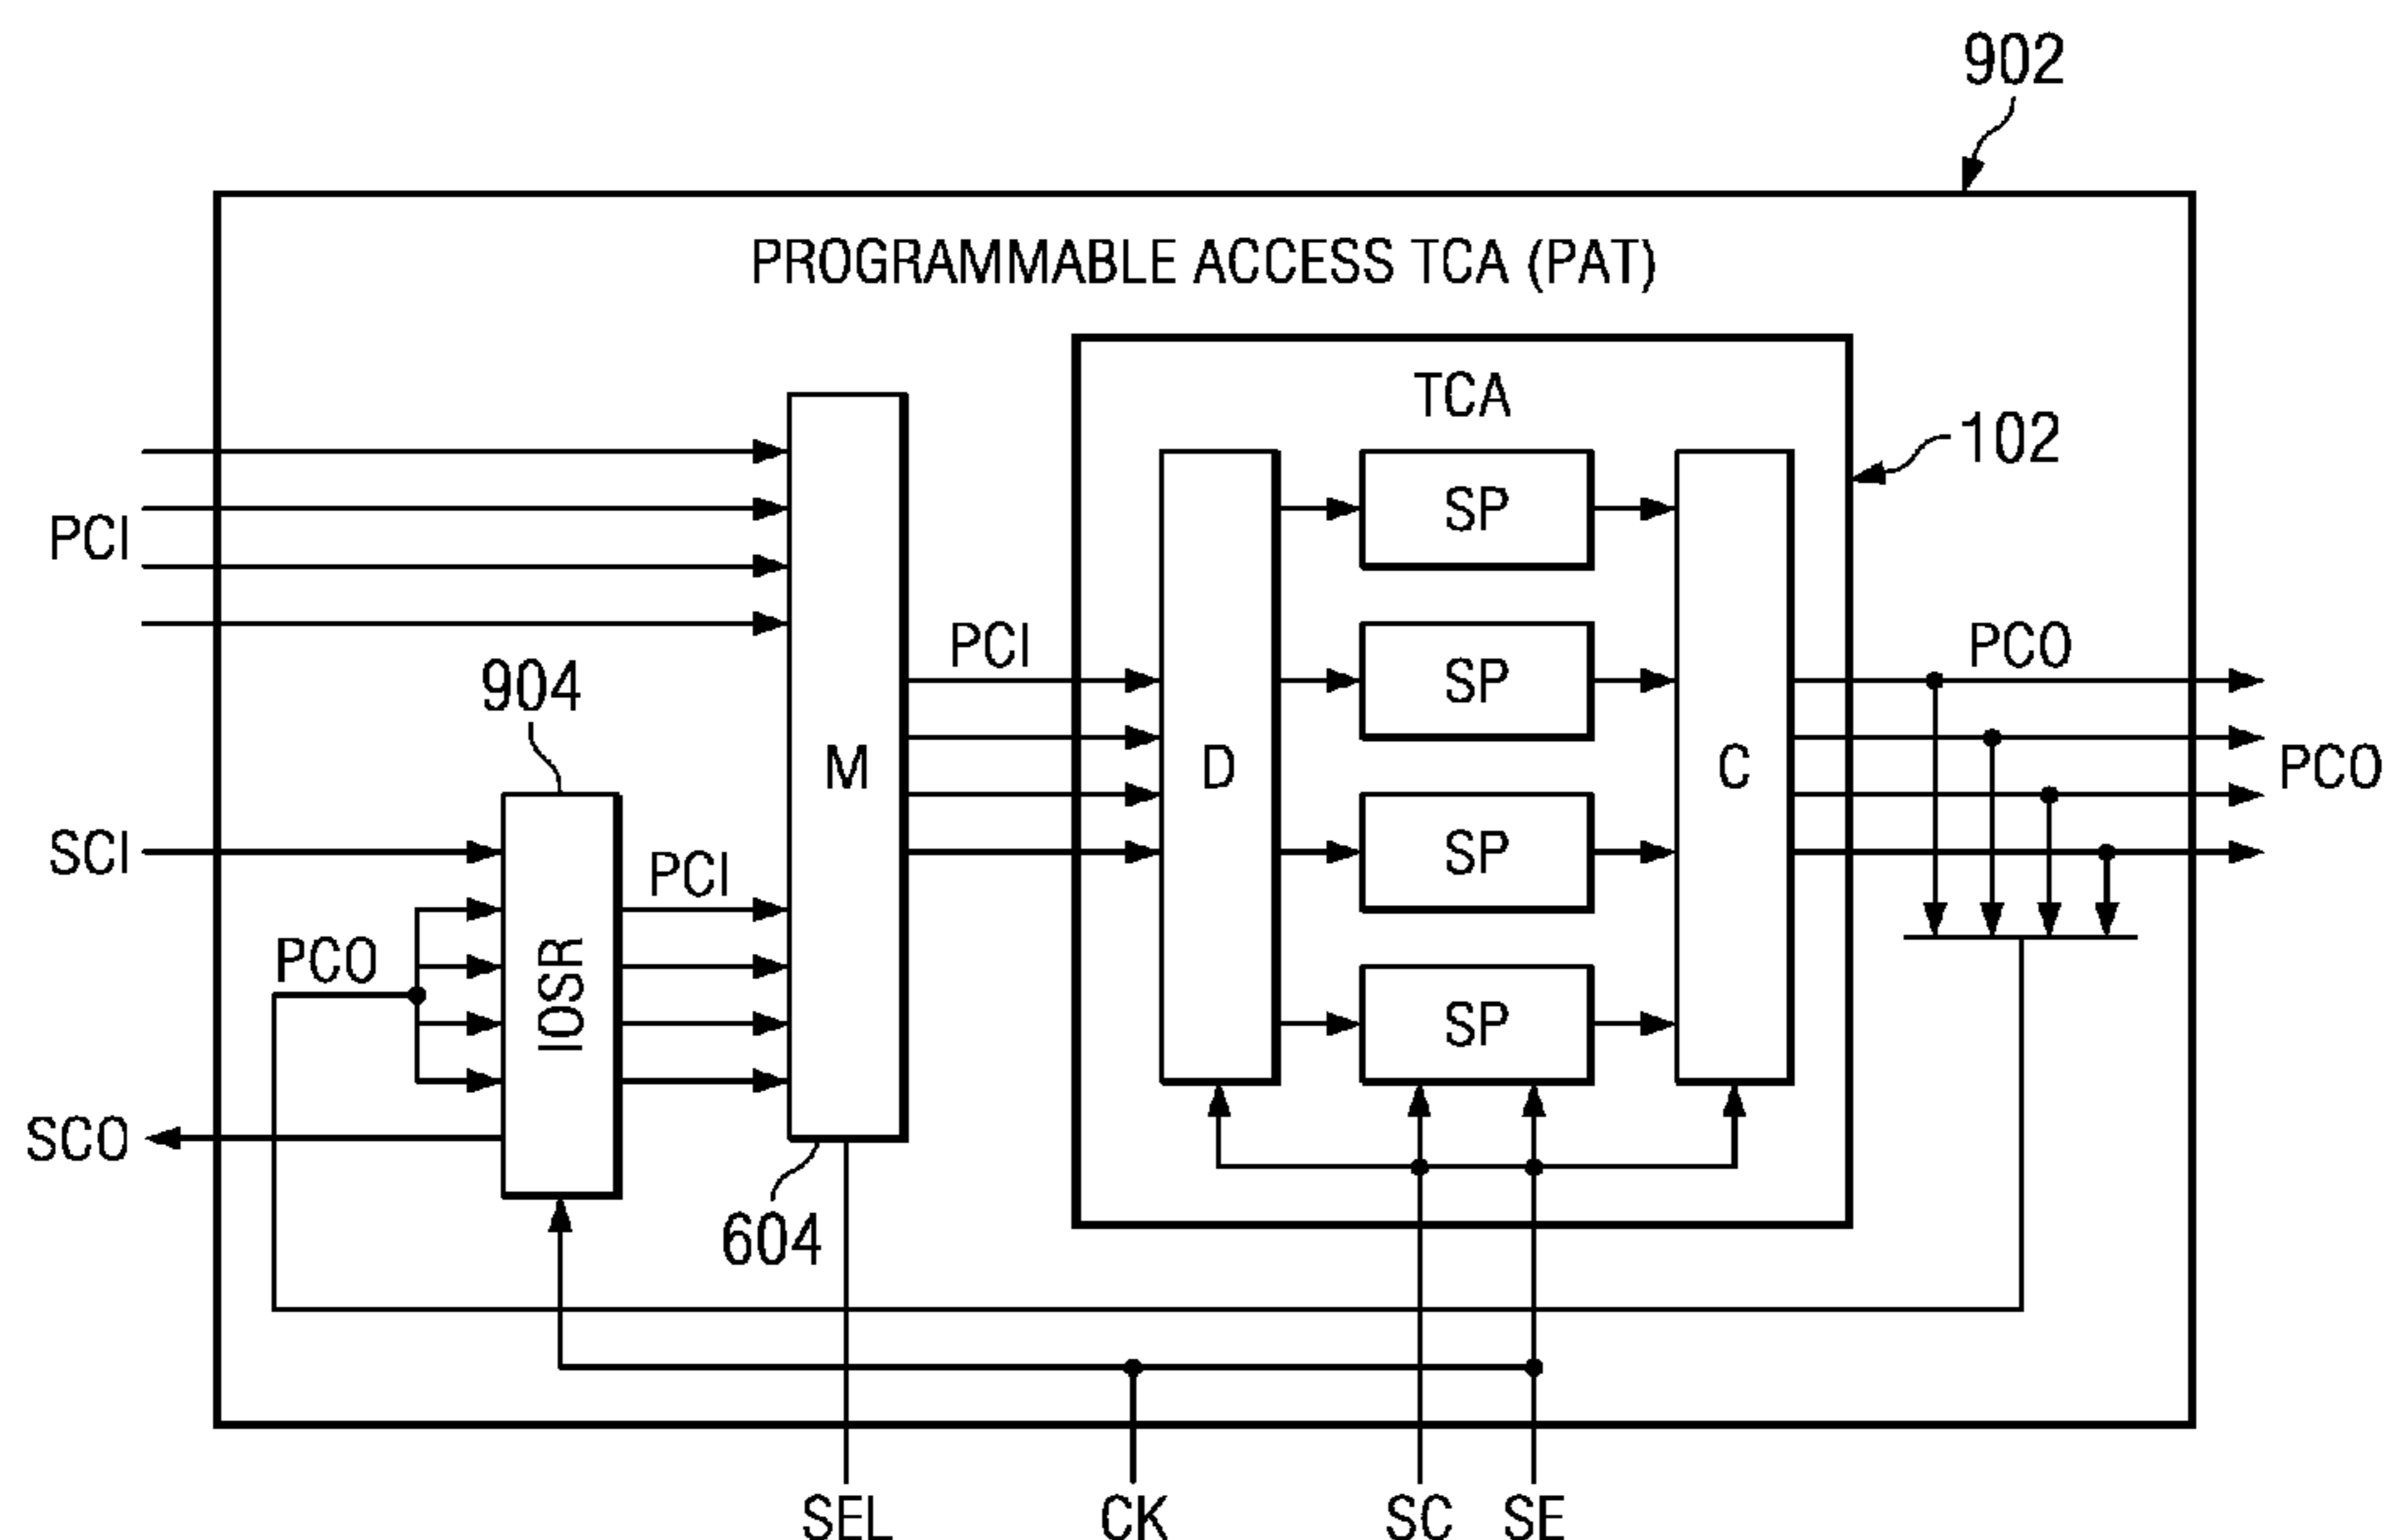 902
PROGRAMMABLE ACCESS TCA (PAT)
TCA
102
SP
PCI
SP
PCI
PCO
904
M
D
C
PCO
SCI
PCI
SP
PCO
IOSR
SP
SCO
604
SEL
CK
SC
SE